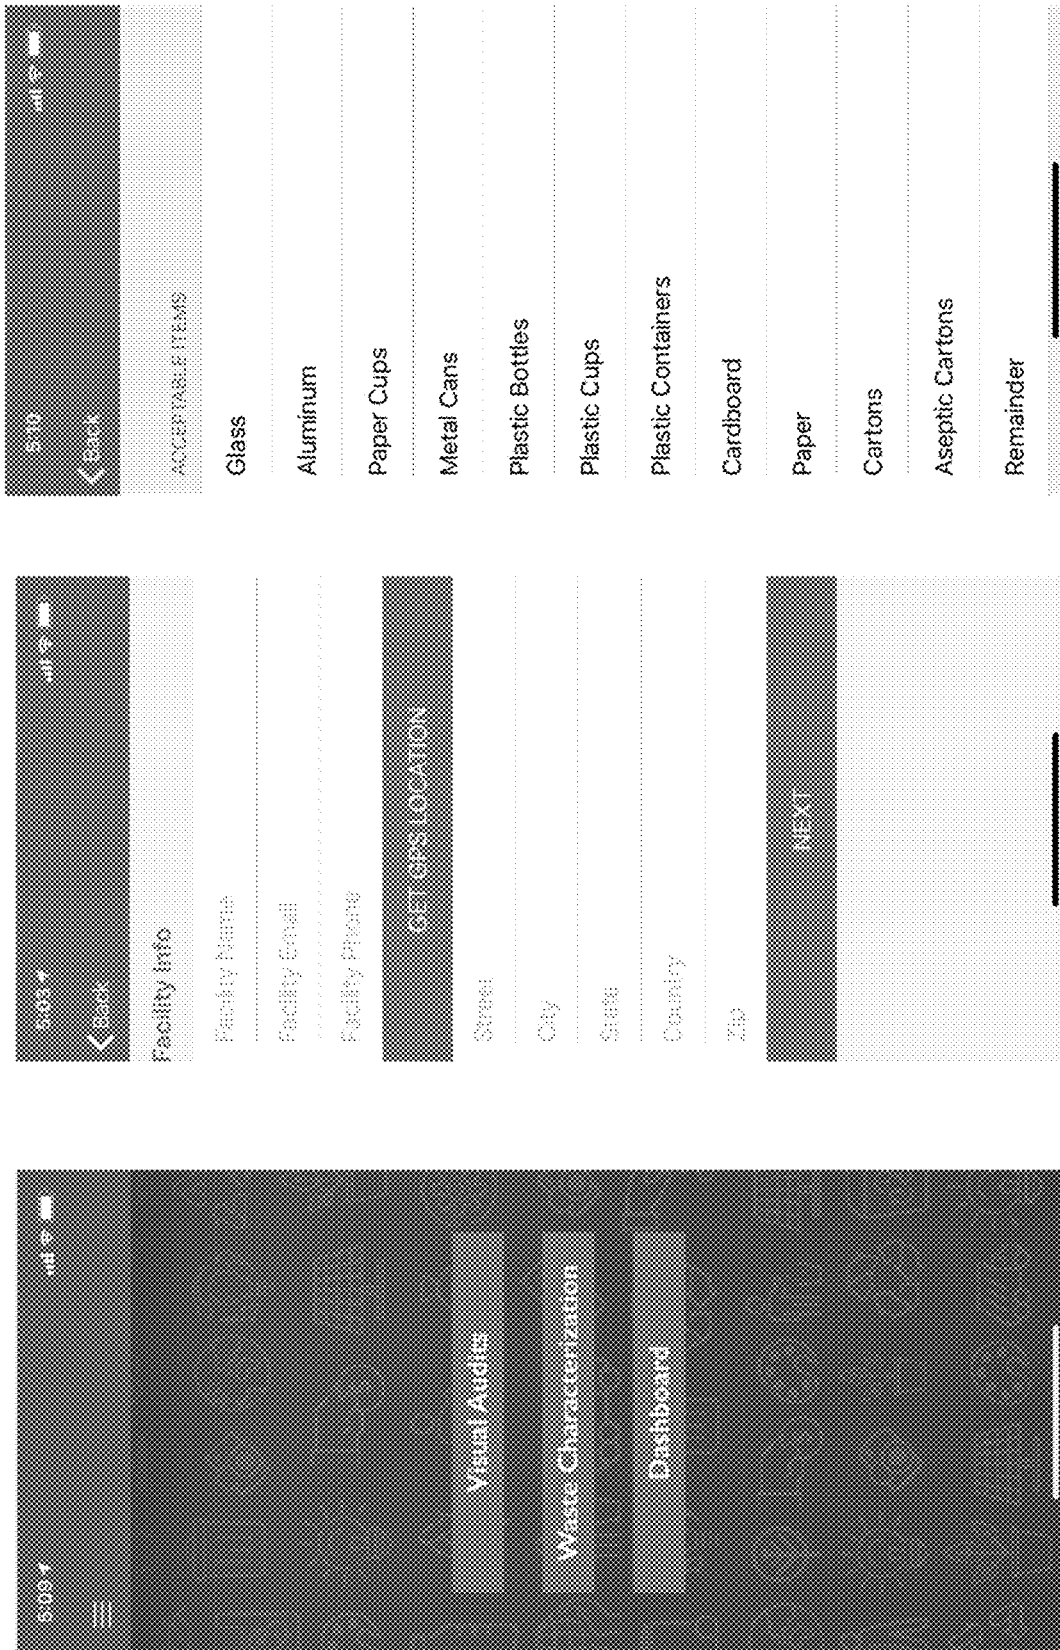 5:09
Visual Audits
Waste Characterization
Dashboard
5:03
Back
Facility Info
Facility Name
Facility Email
Facility Phone
GET GPS LOCATION
Street
City
State
Country
Zip
NEXT
5:10
Back
ACCEPTABLE ITEMS
Glass
Aluminum
Paper Cups
Metal Cans
Plastic Bottles
Plastic Cups
Plastic Containers
Cardboard
Paper
Cartons
Aseptic Cartons
Remainder